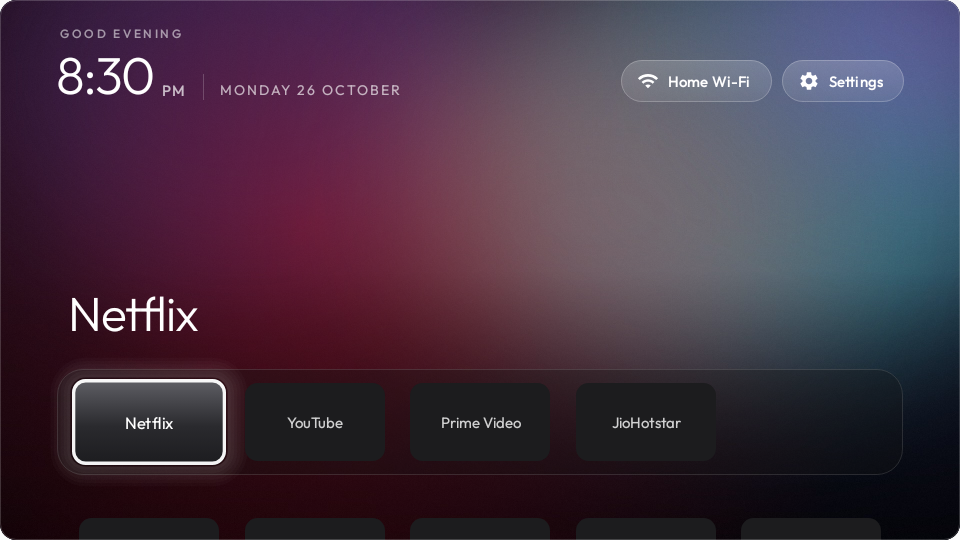 GOOD EVENING
8:30 PM
MONDAY 26 OCTOBER
Home Wi-Fi
Settings
Netflix
Netflix
YouTube
Prime Video
JioHotstar